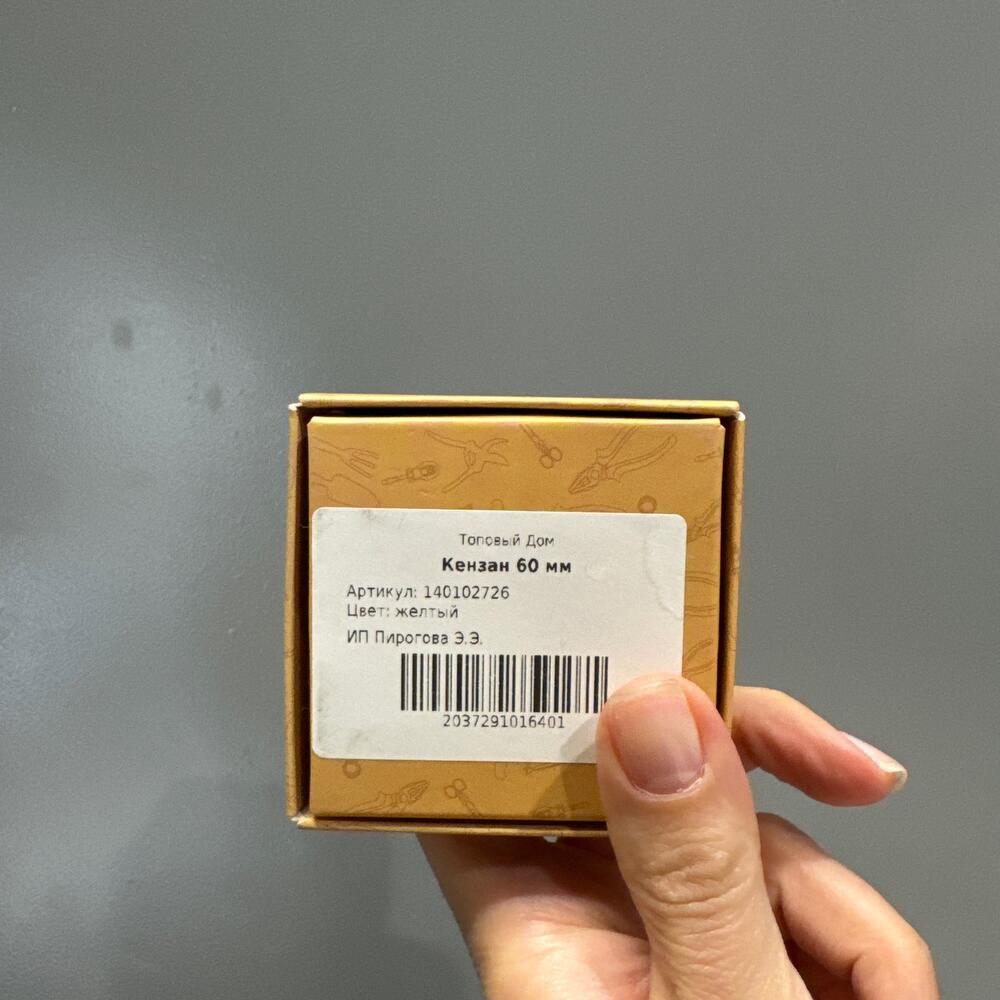 Топовый Дом
Кензан 60 мм
Артикул: 140102726
Цвет: желтый
ИП Пирогова Э.Э.
2037291016401